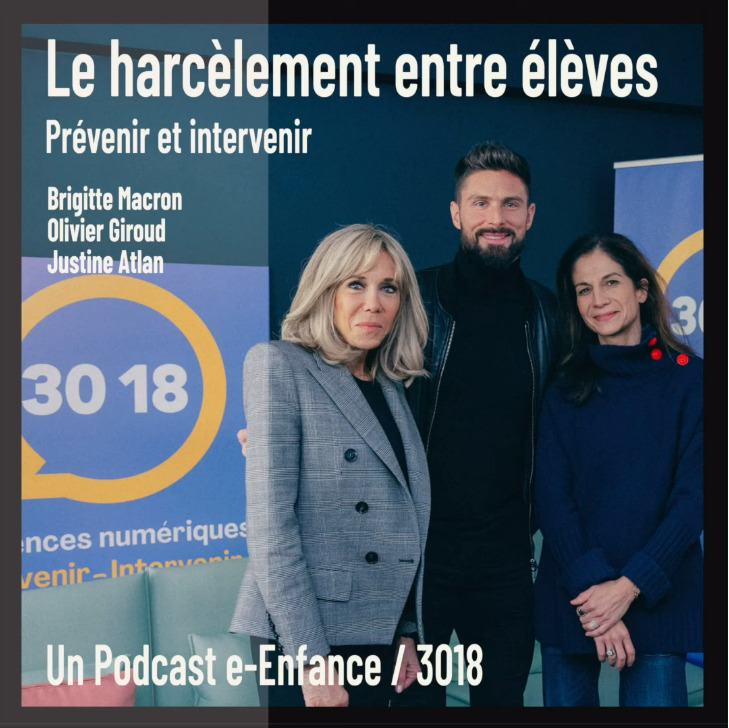 Le harcèlement entre élèves
Prévenir et intervenir
Brigitte Macron
Olivier Giroud
Justine Atlan
30 18
30
ences numériques
venir - Intervenir
Un Podcast e-Enfance / 3018